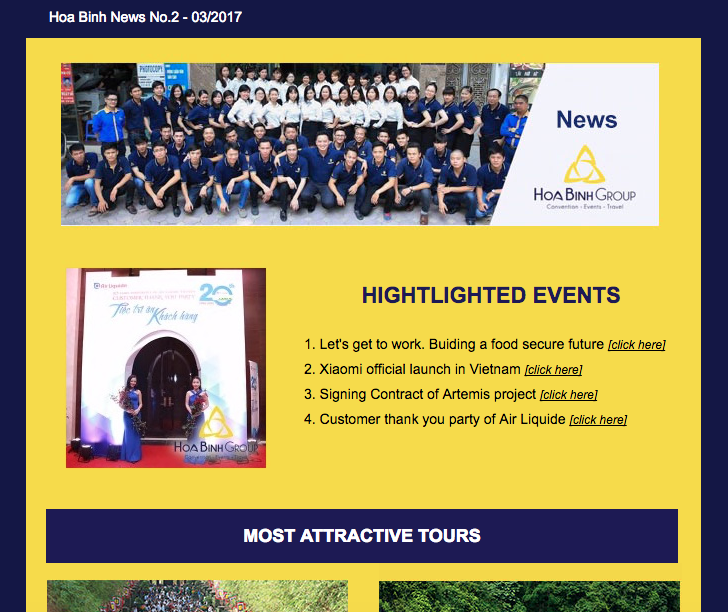 Hoa Binh News No.2 - 03/2017
PHOTOCOPY
News
HOA BINH GROUP
Convention - Events - Travel
Air Liquide
CUSTOMER THANK YOU PARTY
20
Tiệc tri ân
Khách hàng
HOA BINH GROUP
HIGHTLIGHTED EVENTS
1. Let's get to work. Buiding a food secure future [click here]
2. Xiaomi official launch in Vietnam [click here]
3. Signing Contract of Artemis project [click here]
4. Customer thank you party of Air Liquide [click here]
MOST ATTRACTIVE TOURS